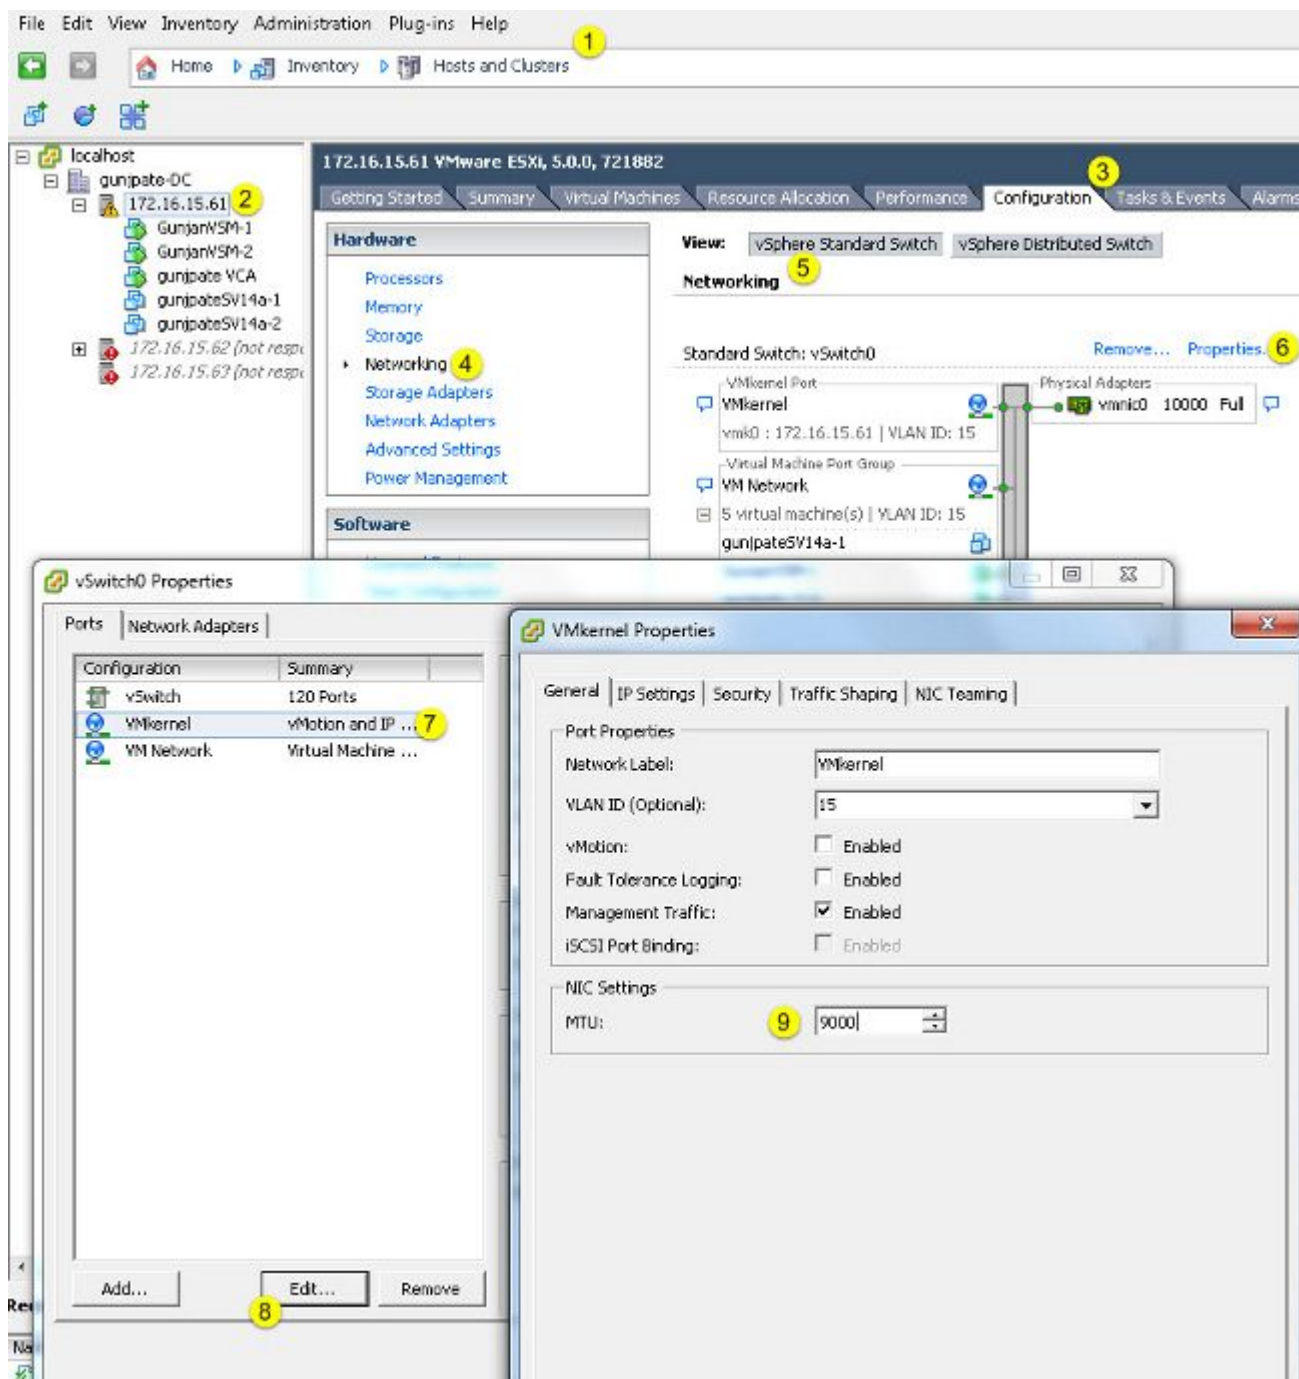 File Edit View Inventory Administration Plug-ins Help
1
Home Inventory Hosts and Clusters
localhost
gunjpate-DC
172.16.15.61 2
GunjanVSM-1
GunjanVSM-2
gunjpate VCA
gunjpateSV14a-1
gunjpateSV14a-2
172.16.15.62 (not respo
172.16.15.63 (not respo
172.16.15.61 VMware ESXi, 5.0.0, 721882
3
Getting Started Summary Virtual Machines Resource Allocation Performance Configuration Tasks & Events Alarms
Hardware
Processors
Memory
Storage
Networking 4
Storage Adapters
Network Adapters
Advanced Settings
Power Management
Software
View: vSphere Standard Switch vSphere Distributed Switch
5
Networking
Standard Switch: vSwitch0 Remove... Properties. 6
VMkernel Port Physical Adapters
VMkernel vmnic0 10000 Full
vmk0 : 172.16.15.61 | VLAN ID: 15
Virtual Machine Port Group
VM Network
5 virtual machine(s) | VLAN ID: 15
gunjpateSV14a-1
vSwitch0 Properties
Ports Network Adapters
Configuration Summary
vSwitch 120 Ports
VMkernel vMotion and IP ... 7
VM Network Virtual Machine ...
Add... Edit... Remove
8
VMkernel Properties
General IP Settings Security Traffic Shaping NIC Teaming
Port Properties
Network Label: VMkernel
VLAN ID (Optional): 15
vMotion: Enabled
Fault Tolerance Logging: Enabled
Management Traffic: Enabled
iSCSI Port Binding: Enabled
NIC Settings
MTU: 9 9000
Rec
Na